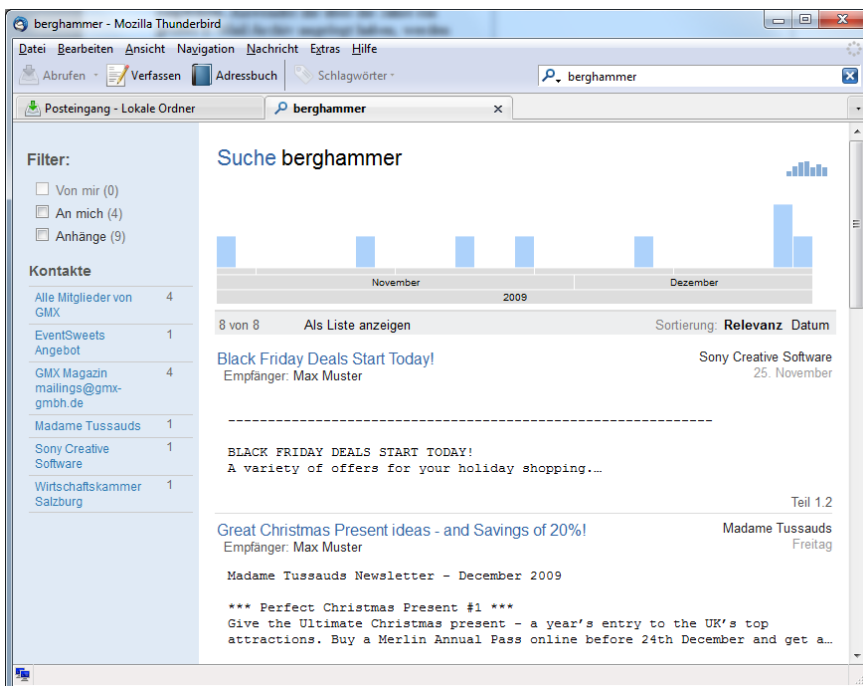 berghammer - Mozilla Thunderbird
Datei Bearbeiten Ansicht Navigation Nachricht Extras Hilfe
Abrufen Verfassen Adressbuch Schlagwörter berghammer
Posteingang - Lokale Ordner berghammer
Filter:
Von mir (0)
An mich (4)
Anhänge (9)
Kontakte
Alle Mitglieder von 4
GMX
EventSweets 1
Angebot
GMX Magazin 4
mailings@gmx-
gmbh.de
Madame Tussauds 1
Sony Creative 1
Software
Wirtschaftskammer 1
Salzburg
Suche berghammer
November Dezember
2009
8 von 8 Als Liste anzeigen Sortierung: Relevanz Datum
Black Friday Deals Start Today! Sony Creative Software
Empfänger: Max Muster 25. November
-------------------------------------------------------------
BLACK FRIDAY DEALS START TODAY!
A variety of offers for your holiday shopping.…
Teil 1.2
Great Christmas Present ideas - and Savings of 20%! Madame Tussauds
Empfänger: Max Muster Freitag
Madame Tussauds Newsletter – December 2009
*** Perfect Christmas Present #1 ***
Give the Ultimate Christmas present – a year’s entry to the UK’s top
attractions. Buy a Merlin Annual Pass online before 24th December and get a…